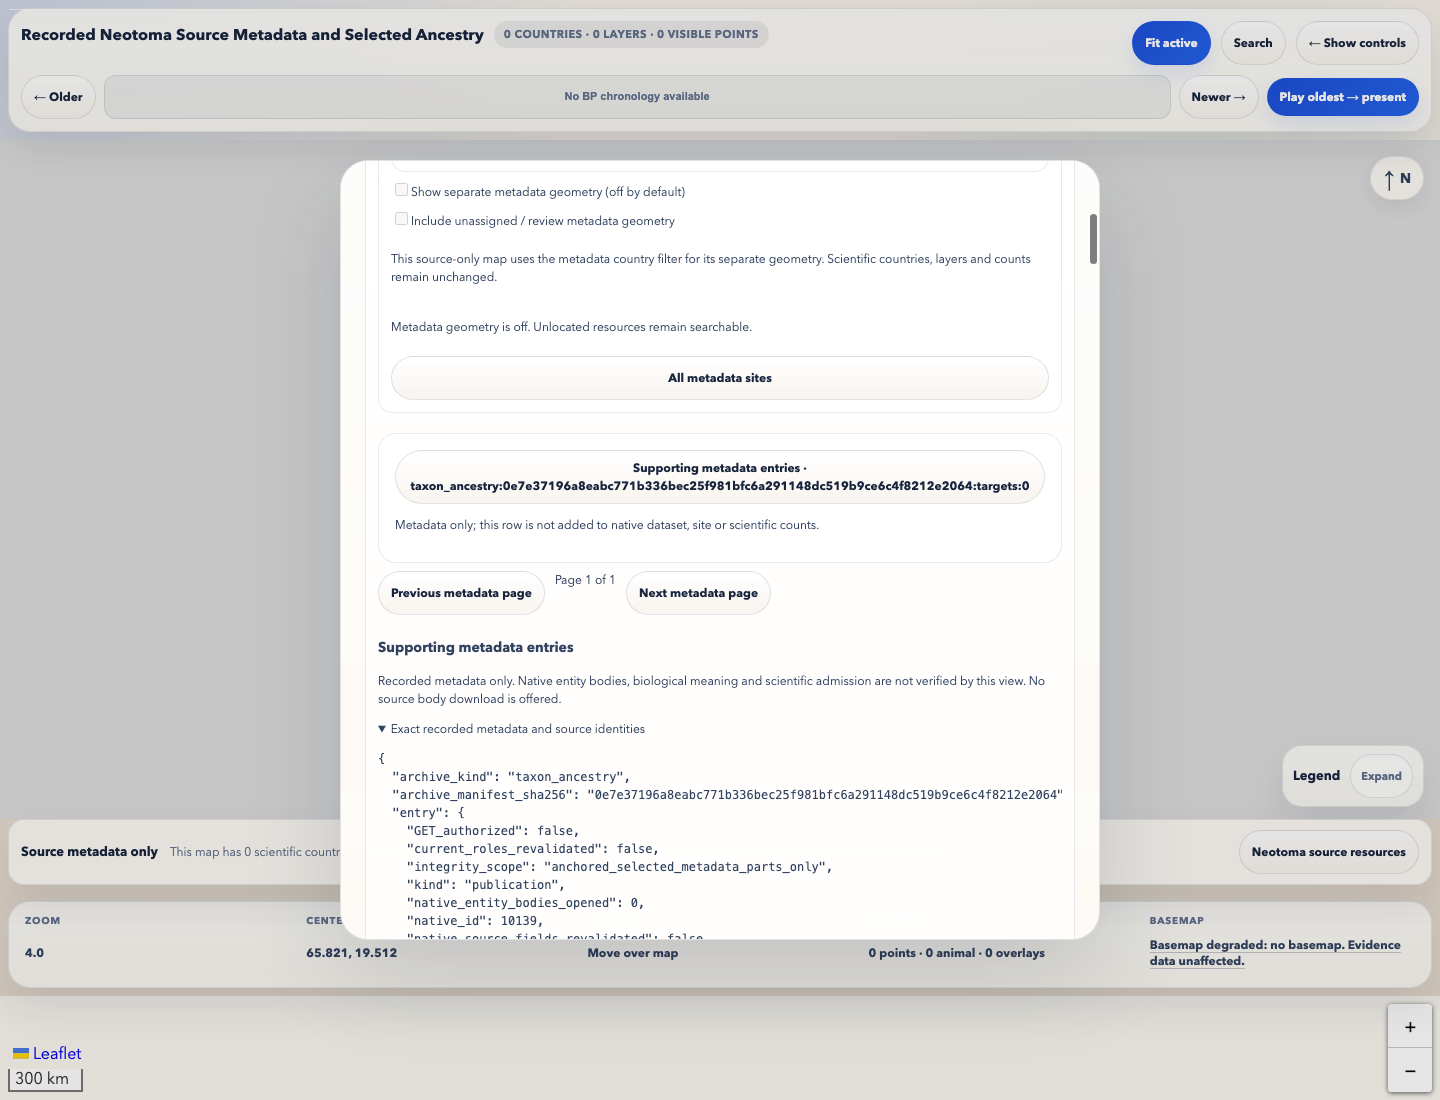 Recorded Neotoma Source Metadata and Selected Ancestry
0 COUNTRIES · 0 LAYERS · 0 VISIBLE POINTS
Fit active
Search
← Show controls
← Older
No BP chronology available
Newer →
Play oldest → present
↑ N
Show separate metadata geometry (off by default)
Include unassigned / review metadata geometry
This source-only map uses the metadata country filter for its separate geometry. Scientific countries, layers and counts
remain unchanged.
Metadata geometry is off. Unlocated resources remain searchable.
All metadata sites
Supporting metadata entries ·
taxon_ancestry:0e7e37196a8eabc771b336bec25f981bfc6a291148dc519b9ce6c4f8212e2064:targets:0
Metadata only; this row is not added to native dataset, site or scientific counts.
Previous metadata page
Page 1 of 1
Next metadata page
Supporting metadata entries
Recorded metadata only. Native entity bodies, biological meaning and scientific admission are not verified by this view. No
source body download is offered.
▼ Exact recorded metadata and source identities
{
"archive_kind": "taxon_ancestry",
"archive_manifest_sha256": "0e7e37196a8eabc771b336bec25f981bfc6a291148dc519b9ce6c4f8212e2064"
"entry": {
"GET_authorized": false,
"current_roles_revalidated": false,
"integrity_scope": "anchored_selected_metadata_parts_only",
"kind": "publication",
"native_entity_bodies_opened": 0,
"native_id": 10139,
"native_source_fields_revalidated": false
Legend
Expand
Source metadata only
This map has 0 scientific countr
Neotoma source resources
ZOOM
4.0
CENTE
65.821, 19.512
Move over map
0 points · 0 animal · 0 overlays
BASEMAP
Basemap degraded: no basemap. Evidence
data unaffected.
+
−
Leaflet
300 km